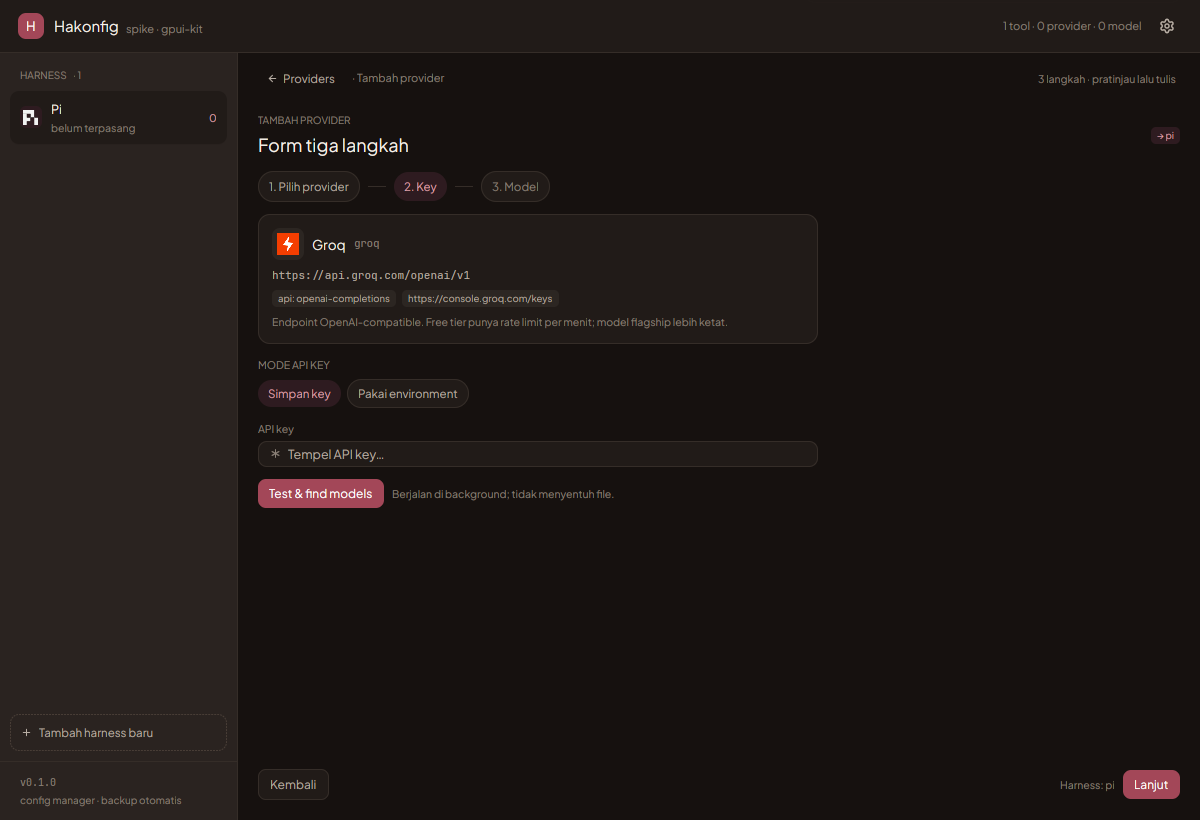 H Hakonfig spike · gpui-kit
1 tool · 0 provider · 0 model
HARNESS · 1
Pi
belum terpasang
0
+ Tambah harness baru
v0.1.0
config manager · backup otomatis
← Providers · Tambah provider
3 langkah · pratinjau lalu tulis
TAMBAH PROVIDER
Form tiga langkah
→ pi
1. Pilih provider — 2. Key — 3. Model
Groq groq
https://api.groq.com/openai/v1
api: openai-completions https://console.groq.com/keys
Endpoint OpenAI-compatible. Free tier punya rate limit per menit; model flagship lebih ketat.
MODE API KEY
Simpan key Pakai environment
API key
* Tempel API key…
Test & find models Berjalan di background; tidak menyentuh file.
Kembali
Harness: pi Lanjut